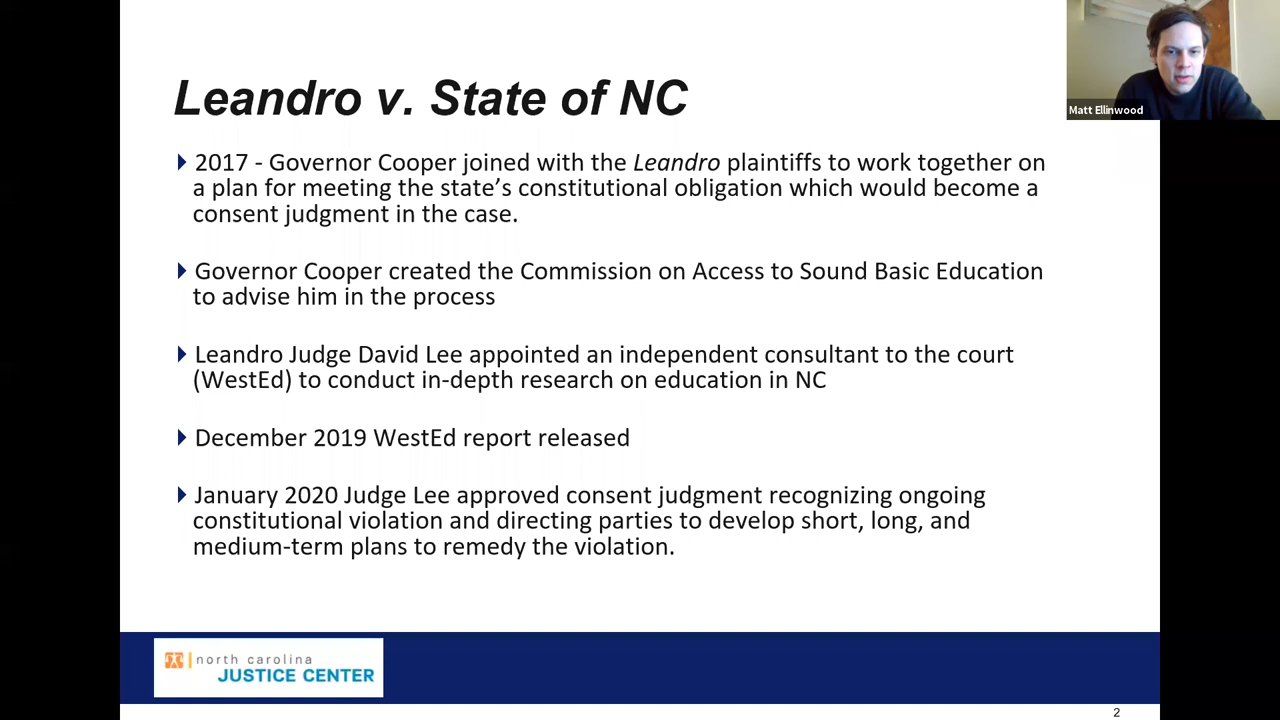 Leandro v. State of NC
Matt Ellinwood
2017 - Governor Cooper joined with the Leandro plaintiffs to work together on
a plan for meeting the state’s constitutional obligation which would become a
consent judgment in the case.
Governor Cooper created the Commission on Access to Sound Basic Education
to advise him in the process
Leandro Judge David Lee appointed an independent consultant to the court
(WestEd) to conduct in-depth research on education in NC
December 2019 WestEd report released
January 2020 Judge Lee approved consent judgment recognizing ongoing
constitutional violation and directing parties to develop short, long, and
medium-term plans to remedy the violation.
north carolina
JUSTICE CENTER
2